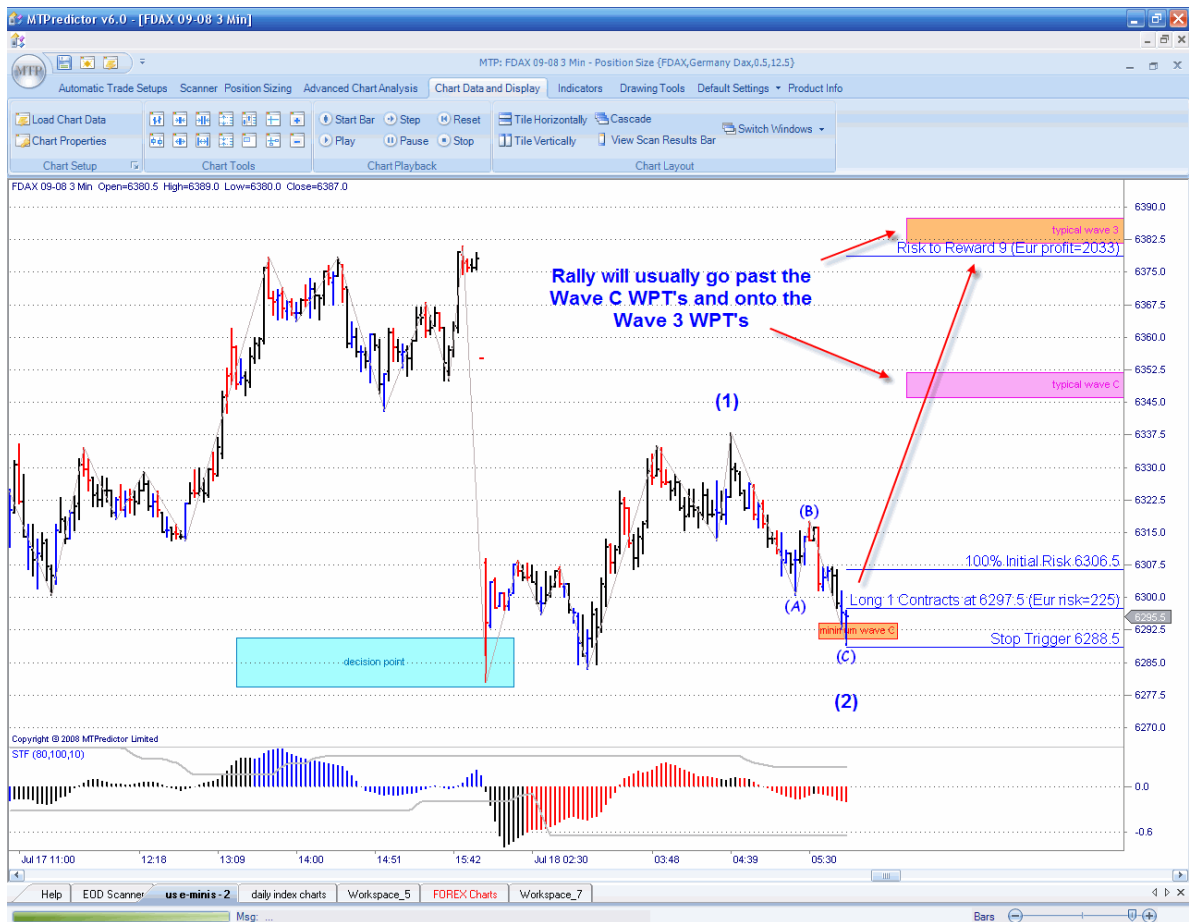 MTPredictor v6.0 - [FDAX 09-08 3 Min]
MTP
MTP: FDAX 09-08 3 Min - Position Size {FDAX,Germany Dax,0.5,12.5}
Automatic Trade Setups Scanner Position Sizing Advanced Chart Analysis Chart Data and Display Indicators Drawing Tools Default Settings Product Info
Load Chart Data Start Bar Step Reset Tile Horizontally Cascade Switch Windows
Chart Properties Play Pause Stop Tile Vertically View Scan Results Bar
Chart Setup Chart Tools Chart Playback Chart Layout
FDAX 09-08 3 Min Open=6380.5 High=6389.0 Low=6380.0 Close=6387.0
6390.0
typical wave 3
6382.5
Risk to Reward 9 (Eur profit=2033)
6375.0
Rally will usually go past the
Wave C WPT's and onto the
Wave 3 WPT's
6367.5
6360.0
6352.5
typical wave C
6345.0
(1)
6337.5
6330.0
6322.5
(B)
6315.0
100% Initial Risk 6306.5
6307.5
(A)
Long 1 Contracts at 6297.5 (Eur risk=225)
6300.0
6295.5
minimum wave C
6292.5
Stop Trigger 6288.5
(C)
decision point
6285.0
(2)
6277.5
6270.0
Copyright © 2008 MTPredictor Limited
STF (80,100,10)
0.0
-0.6
Jul 17 11:00 12:18 13:09 14:00 14:51 15:42 Jul 18 02:30 03:48 04:39 05:30
Help EOD Scanner us e-minis - 2 daily index charts Workspace_5 FOREX Charts Workspace_7
Msg: ... Bars